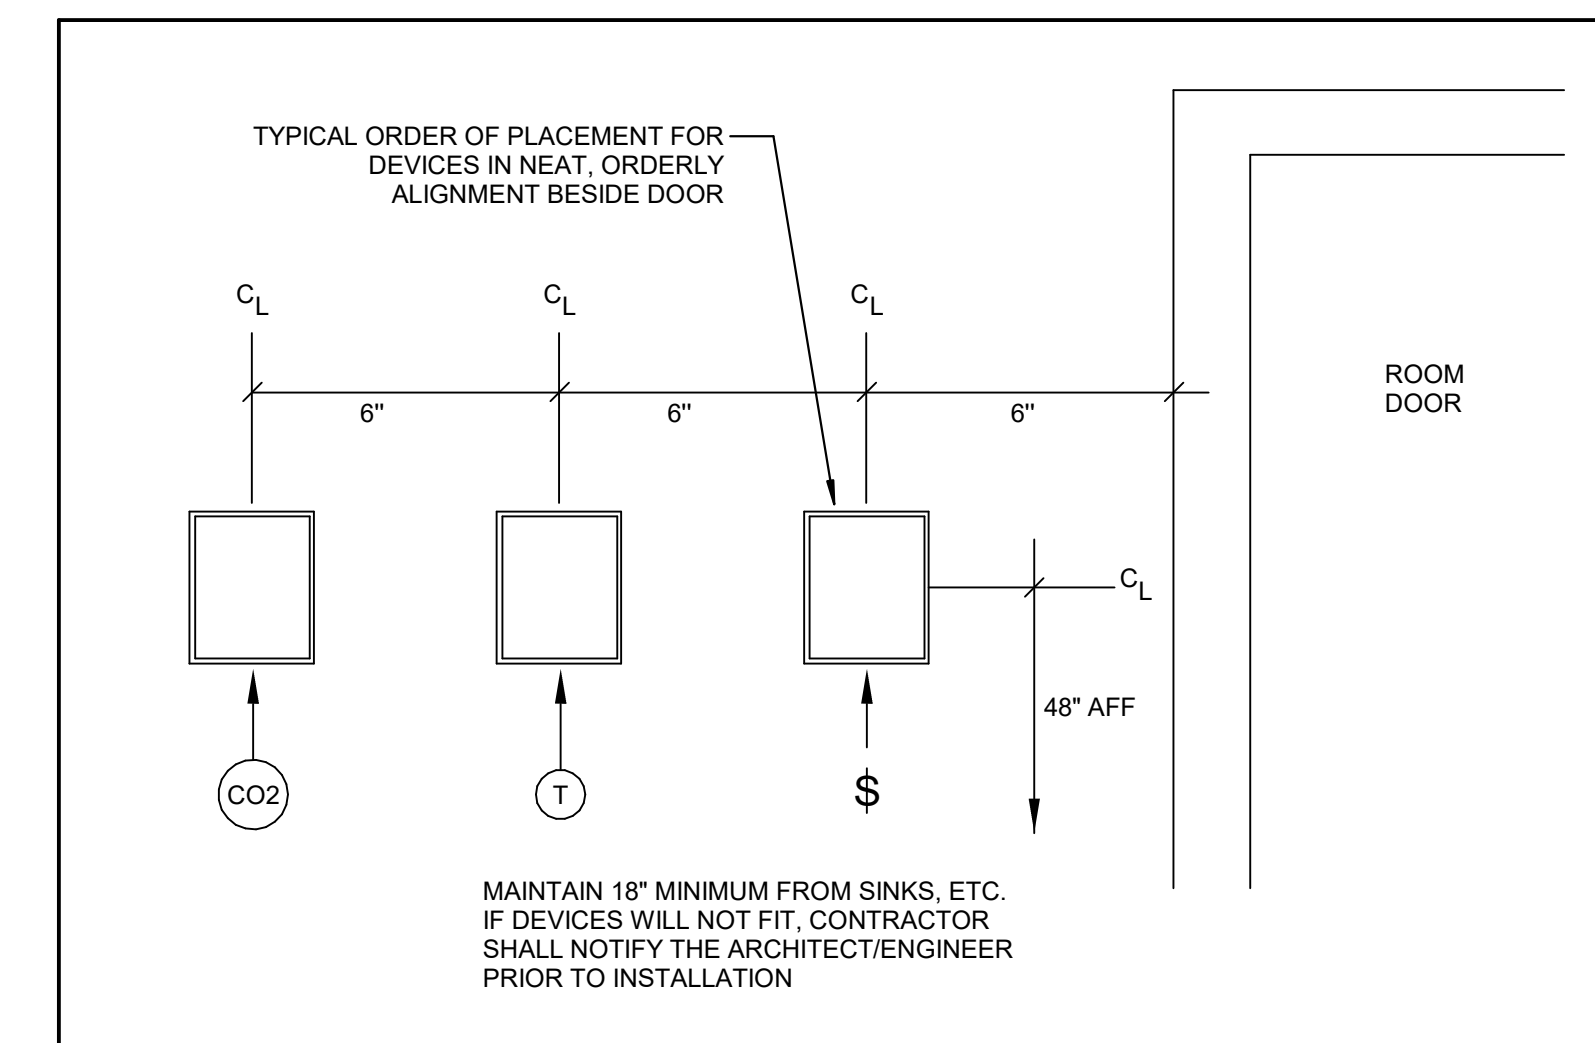 TYPICAL ORDER OF PLACEMENT FOR
DEVICES IN NEAT, ORDERLY
ALIGNMENT BESIDE DOOR
CL CL CL
6" 6" 6"
ROOM
DOOR
CL
48" AFF
CO2 T $
MAINTAIN 18" MINIMUM FROM SINKS, ETC.
IF DEVICES WILL NOT FIT, CONTRACTOR
SHALL NOTIFY THE ARCHITECT/ENGINEER
PRIOR TO INSTALLATION